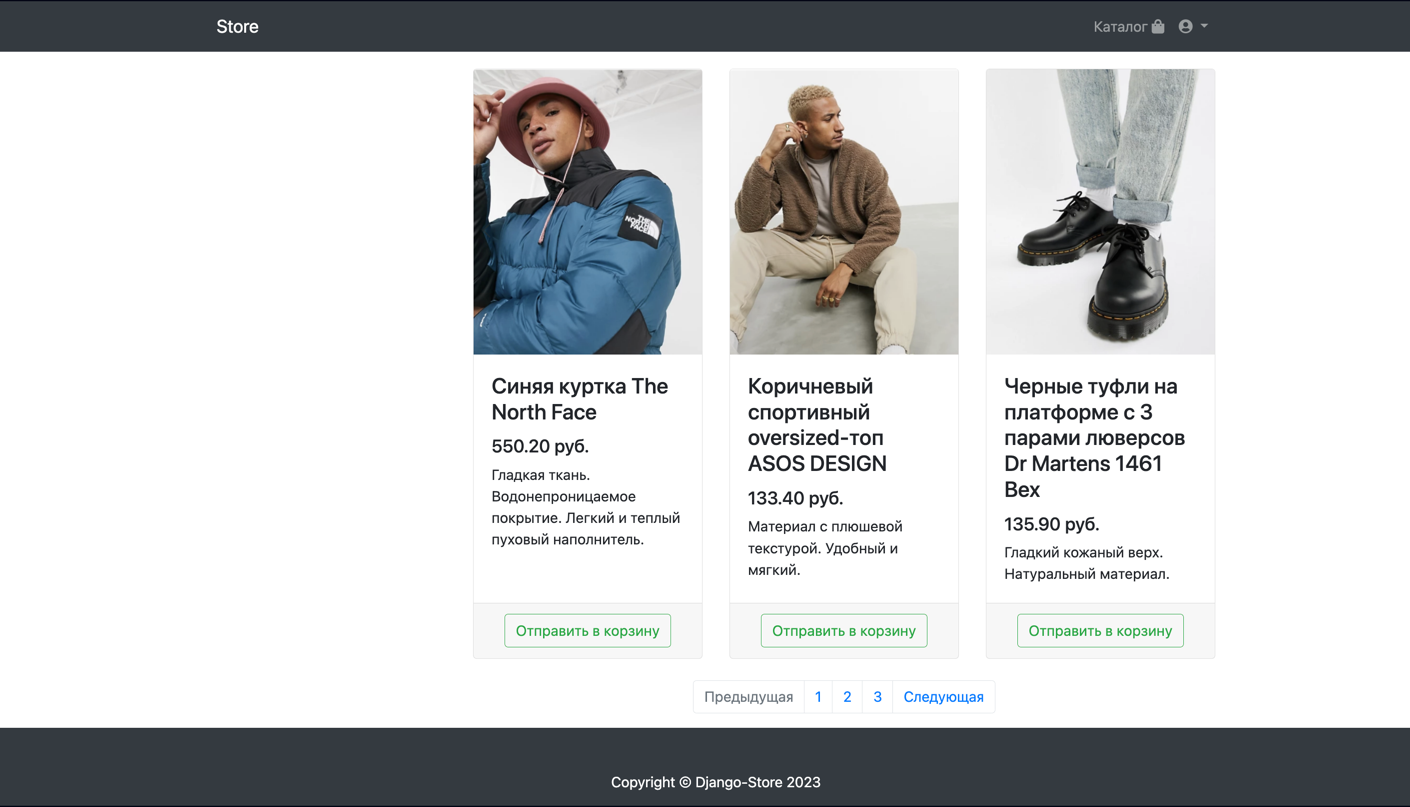 Store
Каталог
THE
NORTH
FACE
Синяя куртка The
North Face
550.20 руб.
Гладкая ткань.
Водонепроницаемое
покрытие. Легкий и теплый
пуховый наполнитель.
Отправить в корзину
Коричневый
спортивный
oversized-топ
ASOS DESIGN
133.40 руб.
Материал с плюшевой
текстурой. Удобный и
мягкий.
Отправить в корзину
Черные туфли на
платформе с 3
парами люверсов
Dr Martens 1461
Bex
135.90 руб.
Гладкий кожаный верх.
Натуральный материал.
Отправить в корзину
Предыдущая 1 2 3 Следующая
Copyright © Django-Store 2023